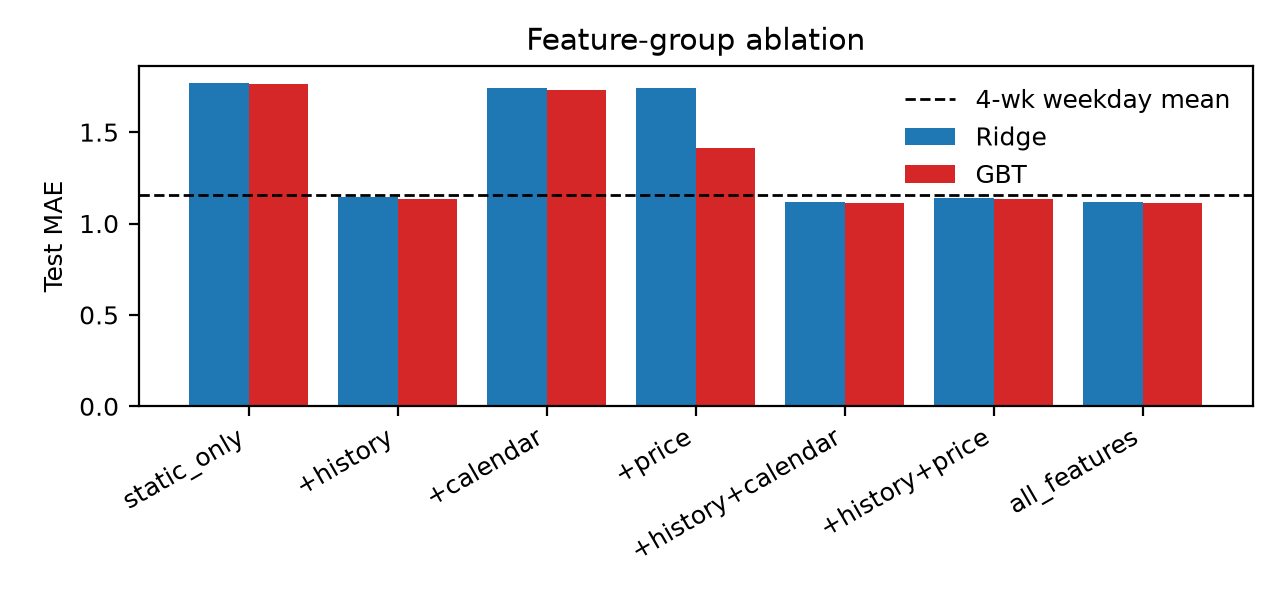 Feature-group ablation
Test MAE
1.5
1.0
0.5
0.0
4-wk weekday mean
Ridge
GBT
static_only
+history
+calendar
+price
+history+calendar
+history+price
all_features